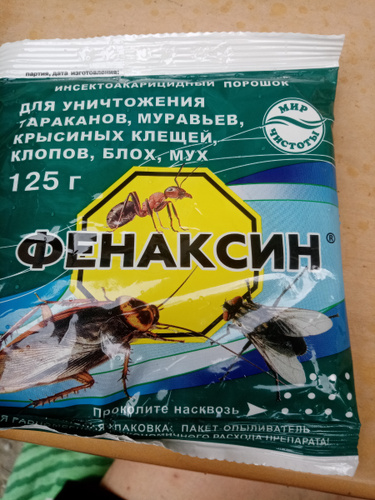 партия, дата изготовления:
ИНСЕКТОАКАРИЦИДНЫЙ ПОРОШОК
ДЛЯ УНИЧТОЖЕНИЯ
ТАРАКАНОВ, МУРАВЬЕВ,
КРЫСИНЫХ КЛЕЩЕЙ,
КЛОПОВ, БЛОХ, МУХ
МИР
ЧИСТОТЫ
125 г
ФЕНАКСИН®
Проколите насквозь
УПАКОВКА: ПАКЕТ-ОПЫЛИВАТЕЛЬ
РАСХОДА ПРЕПАРАТА!